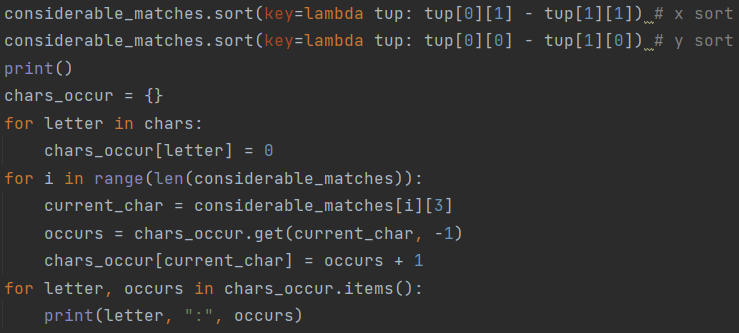 considerable_matches.sort(key=lambda tup: tup[0][1] - tup[1][1]) # x sort
considerable_matches.sort(key=lambda tup: tup[0][0] - tup[1][0]) # y sort
print()
chars_occur = {}
for letter in chars:
    chars_occur[letter] = 0
for i in range(len(considerable_matches)):
    current_char = considerable_matches[i][3]
    occurs = chars_occur.get(current_char, -1)
    chars_occur[current_char] = occurs + 1
for letter, occurs in chars_occur.items():
    print(letter, ":", occurs)